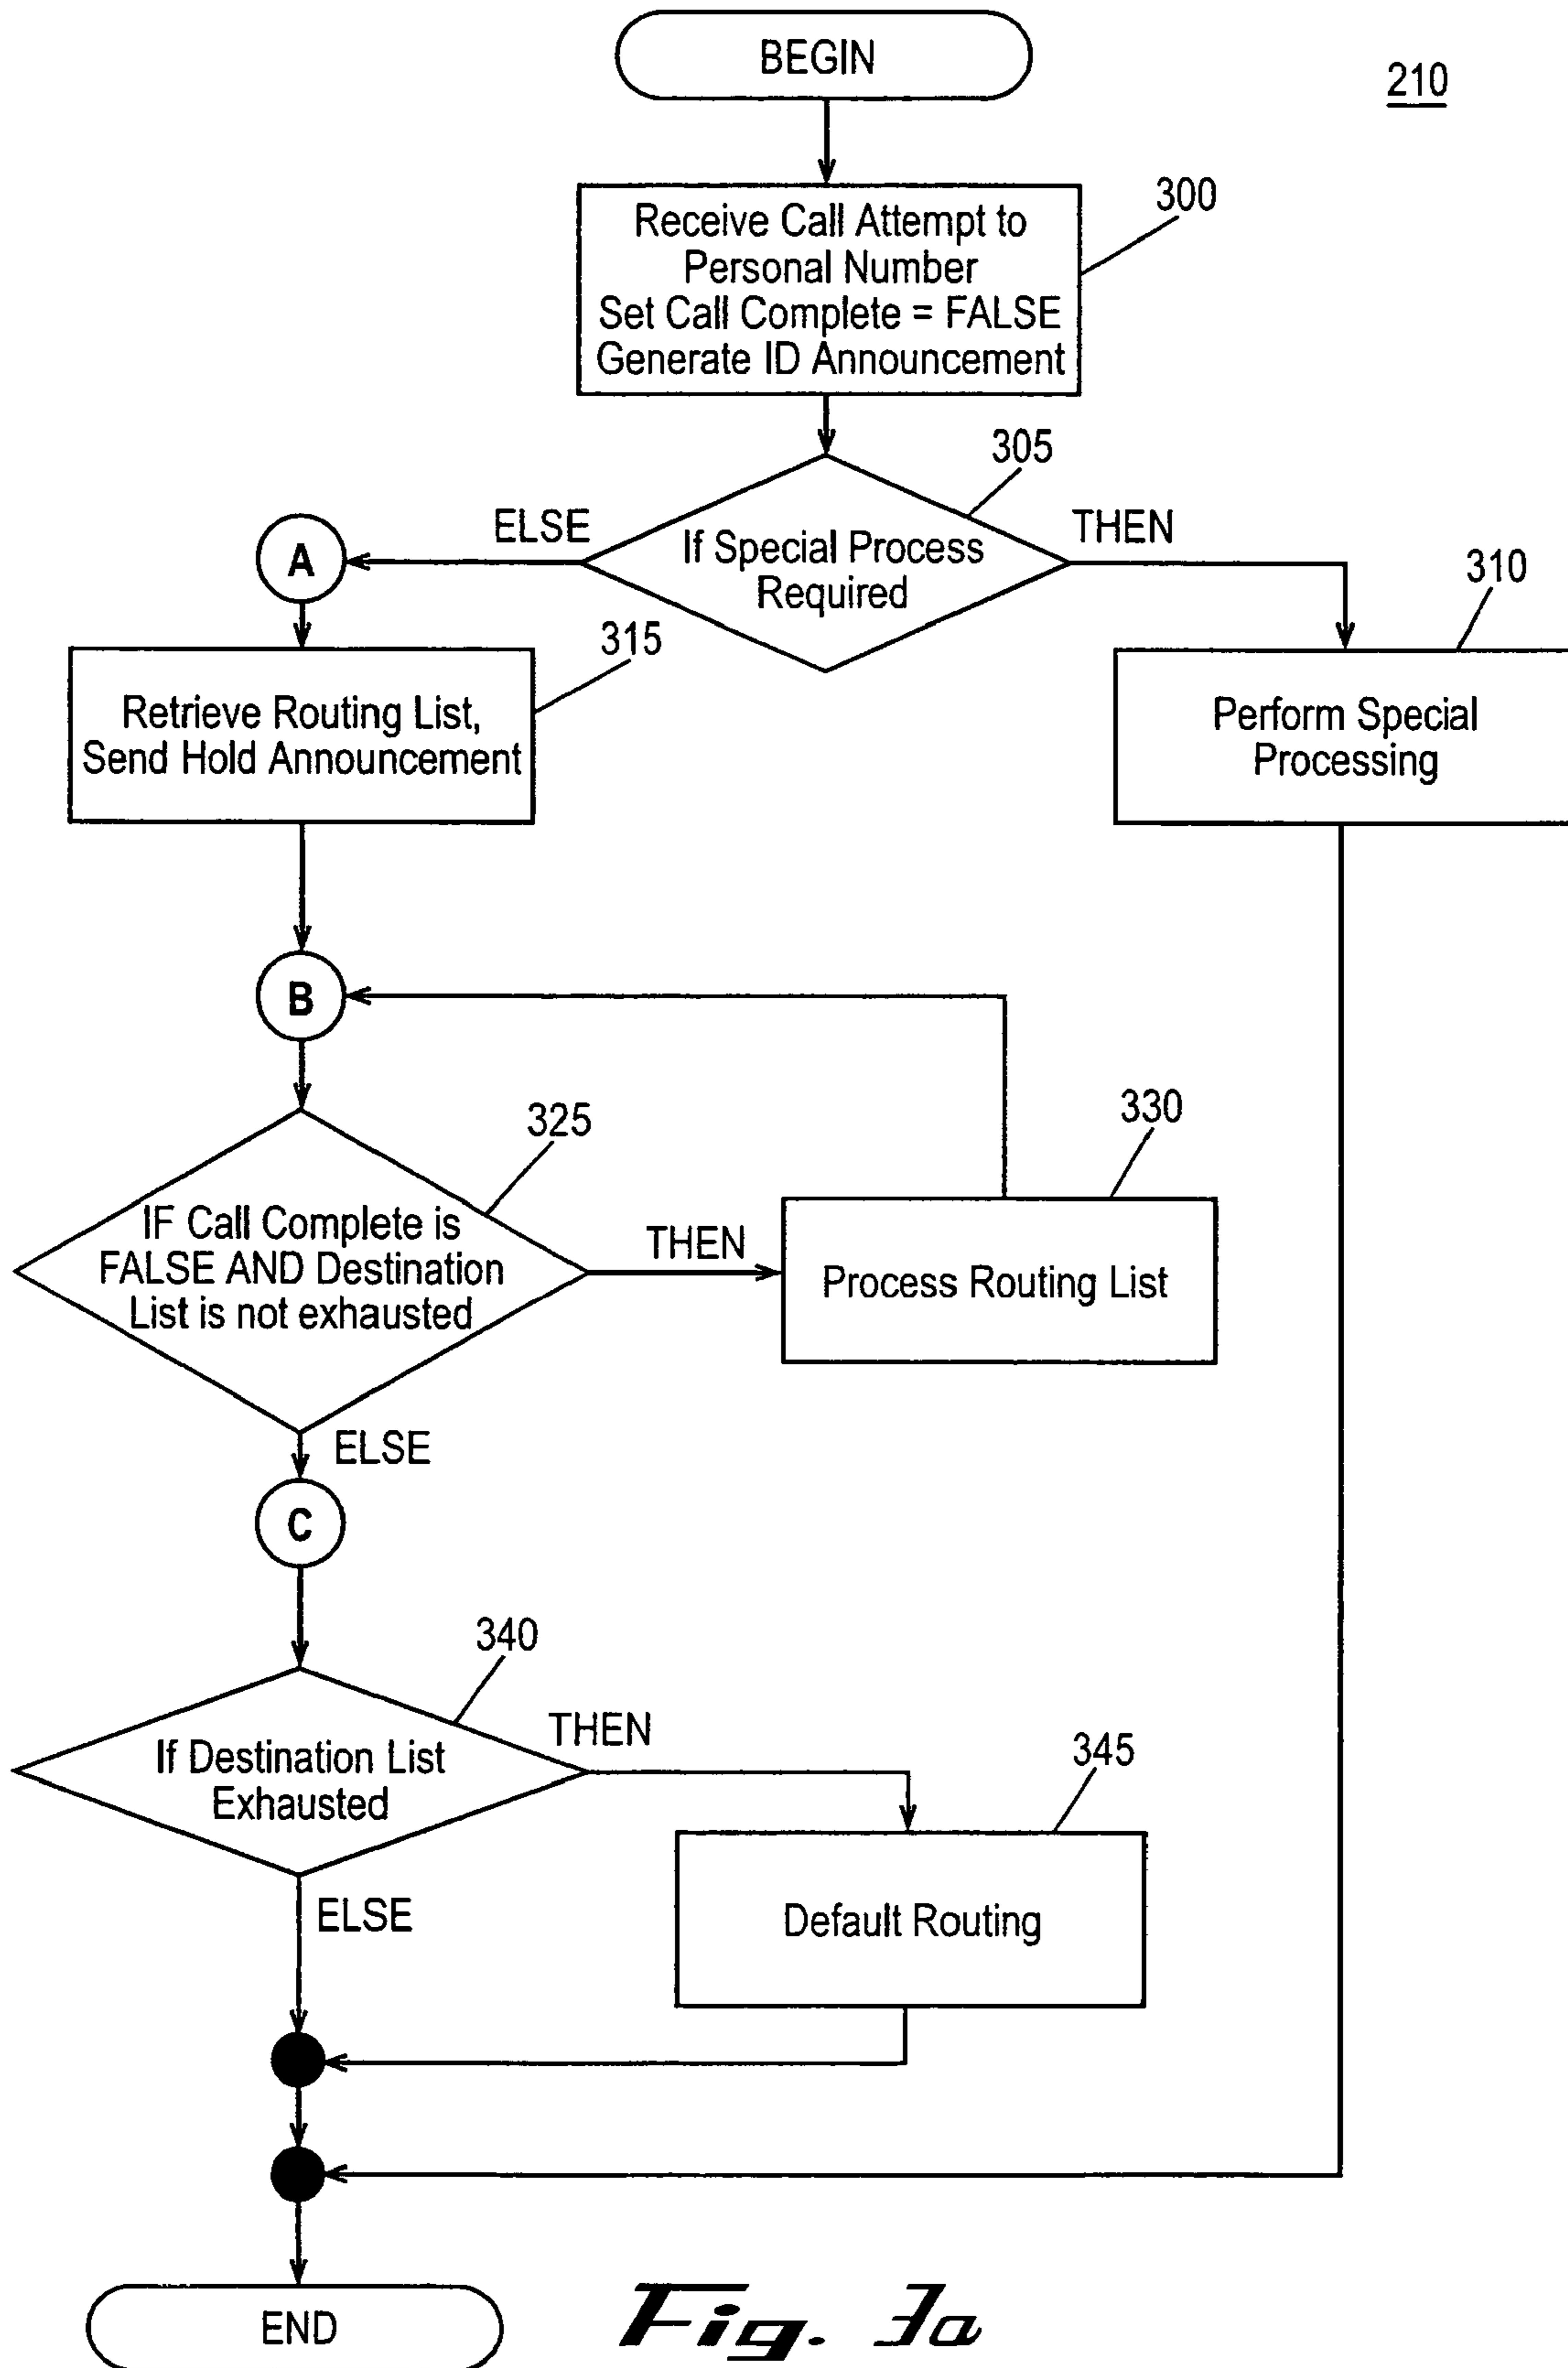 BEGIN
210
300
Receive Call Attempt to
Personal Number
Set Call Complete = FALSE
Generate ID Announcement
305
ELSE
THEN
A
If Special Process
Required
310
315
Retrieve Routing List,
Send Hold Announcement
Perform Special
Processing
B
325
330
IF Call Complete is
FALSE AND Destination
List is not exhausted
THEN
Process Routing List
ELSE
C
340
THEN
If Destination List
Exhausted
345
ELSE
Default Routing
END
Fig. 3a